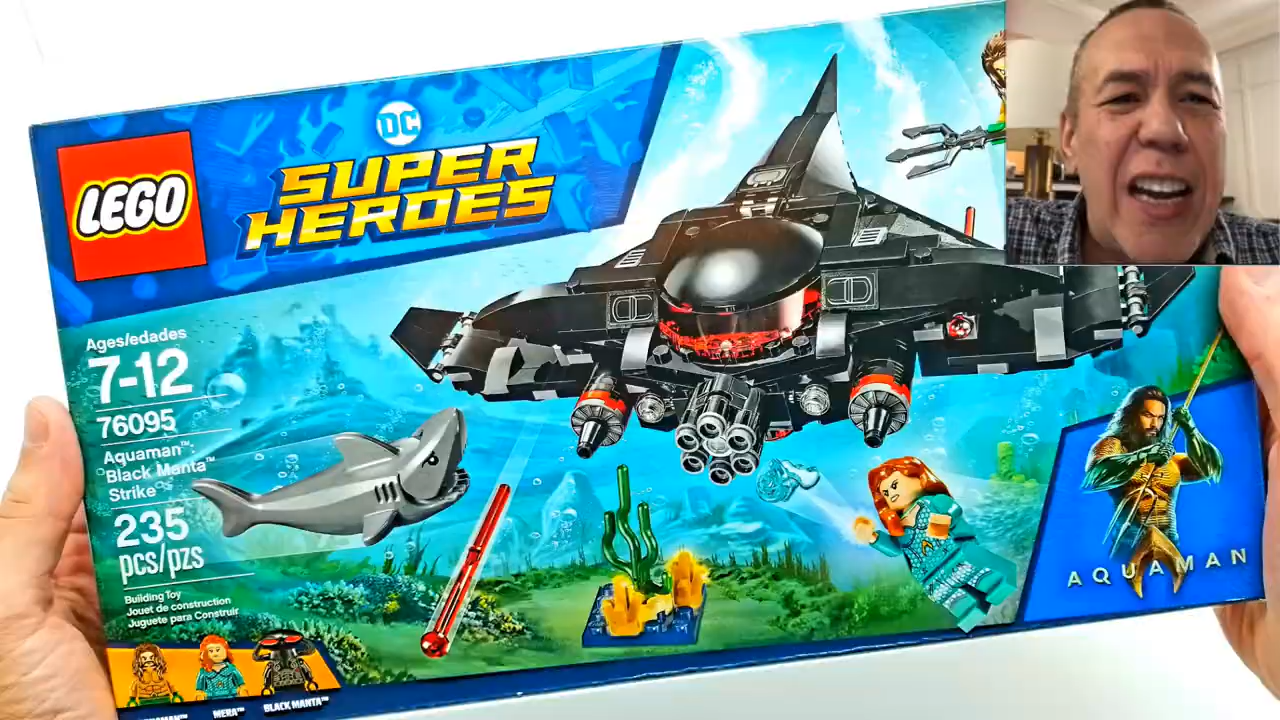 DC
SUPER
HEROES
LEGO
Ages/edades
7-12
76095
Aquaman™:
Black Manta™
Strike
235
pcs/pzs
Building Toy
Jouet de construction
Juguete para Construir
MERA™
BLACK MANTA™
AQUAMAN